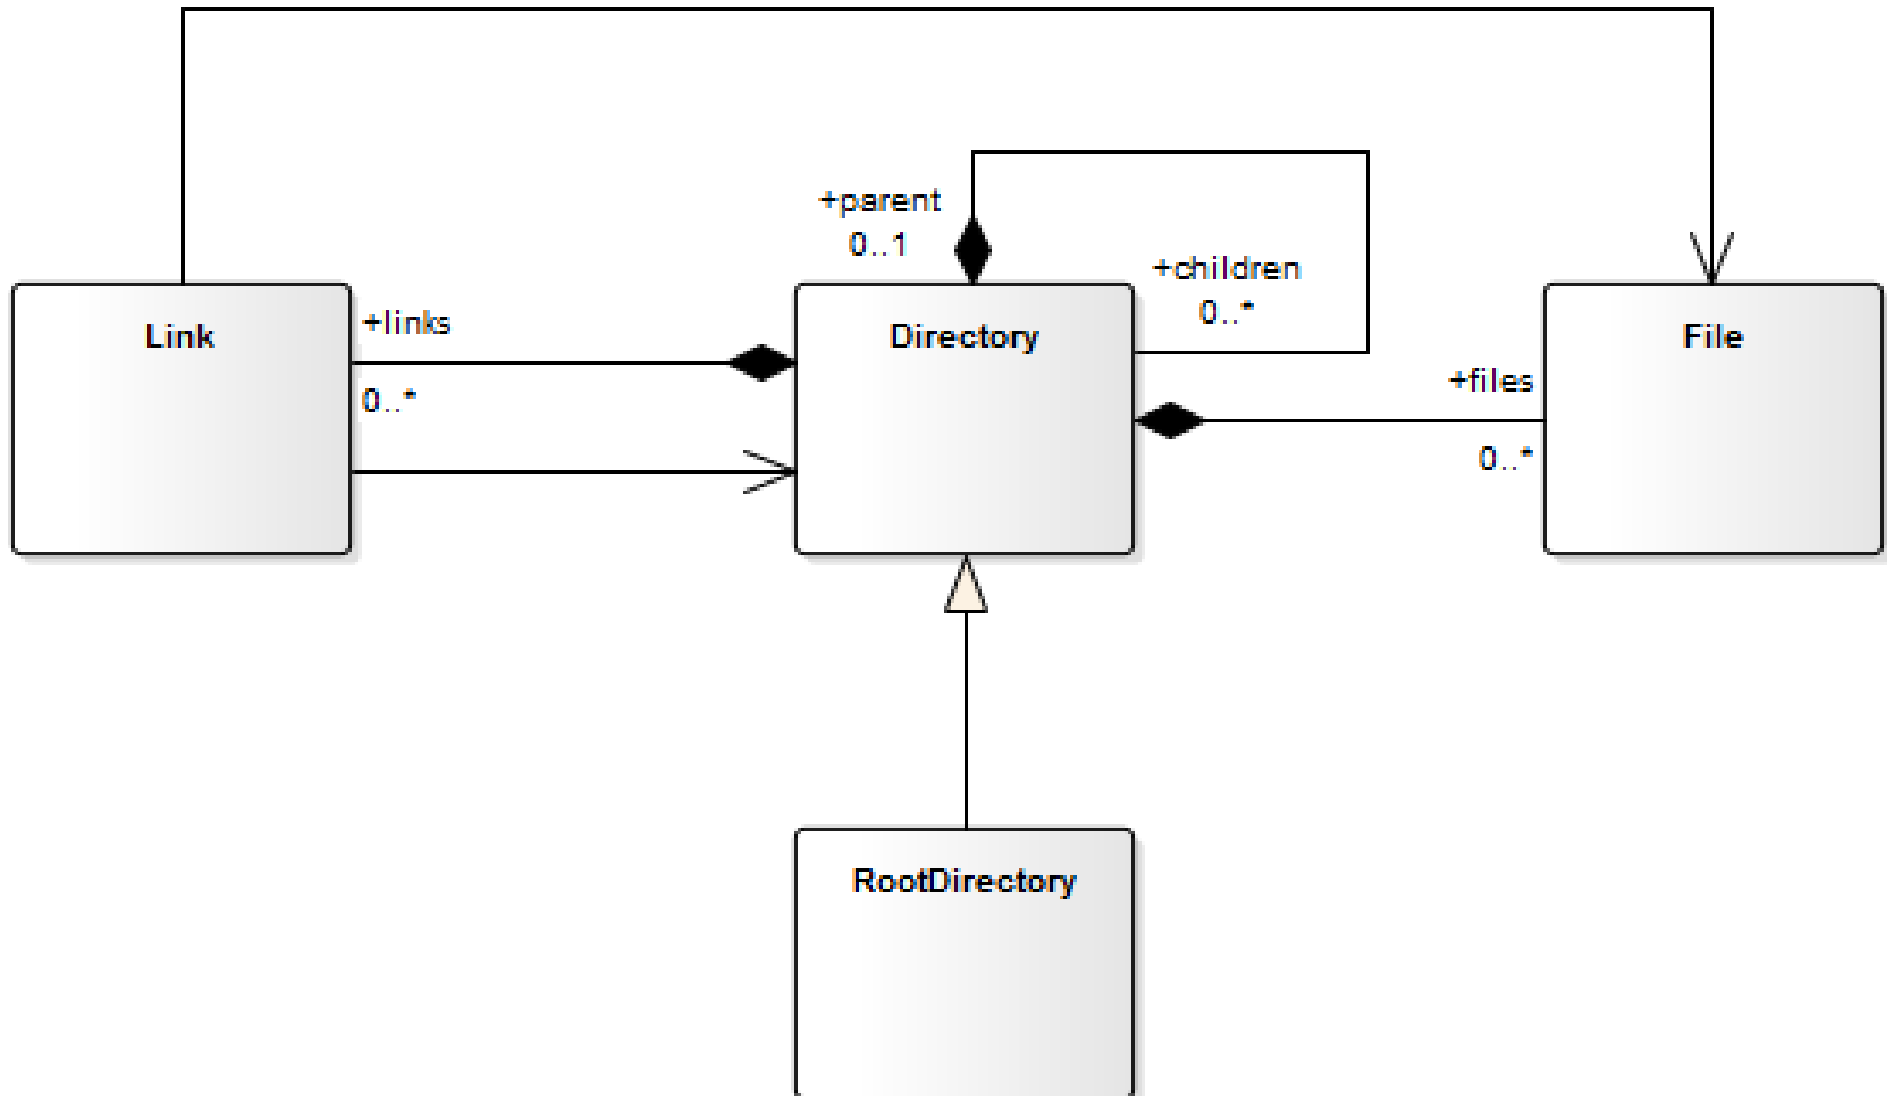 +parent
0..1
+children
0..*
Link
+links
0..*
Directory
File
+files
0..*
RootDirectory